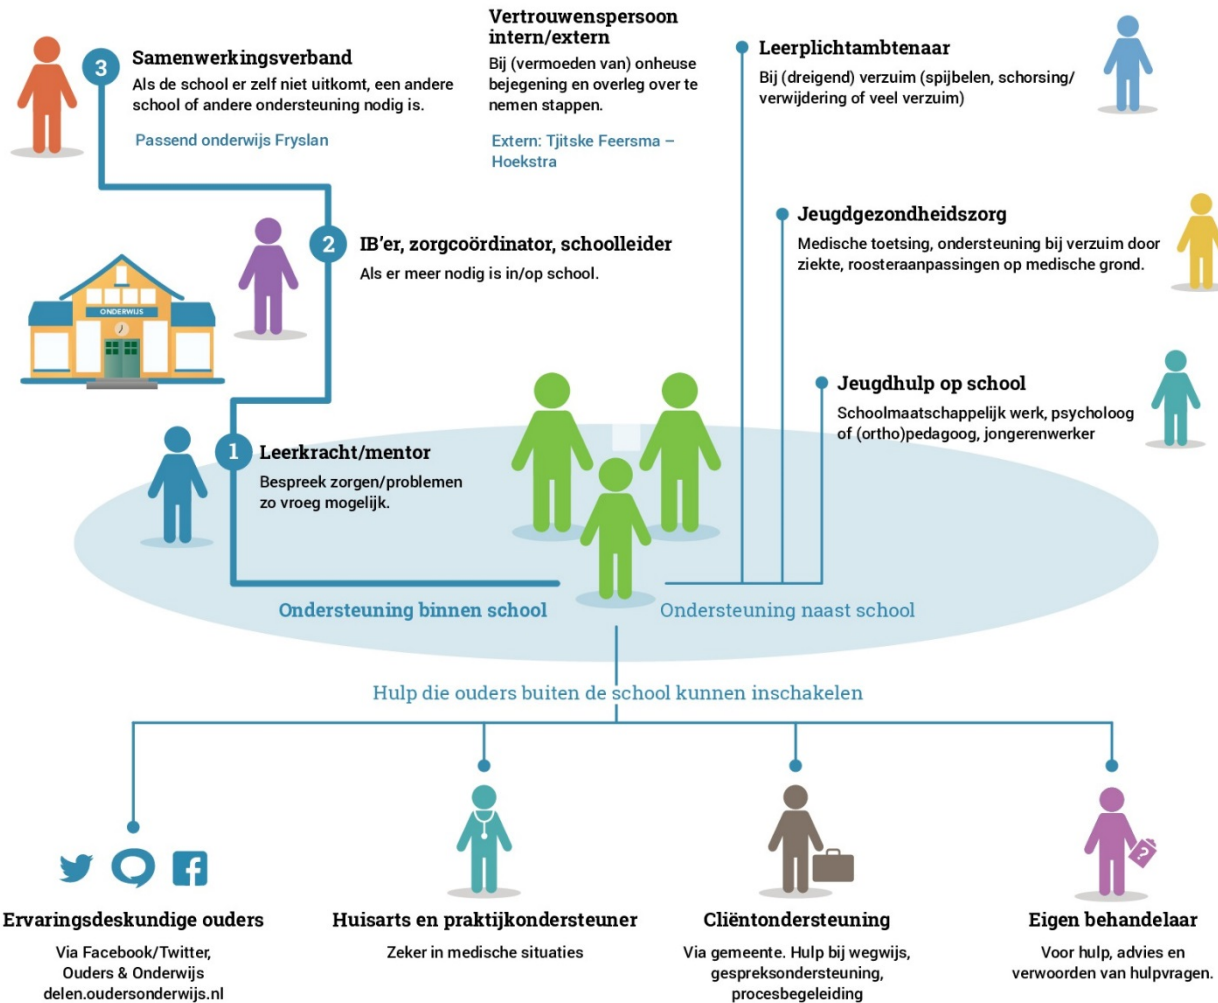 3
Samenwerkingsverband
Als de school er zelf niet uitkomt, een andere
school of andere ondersteuning nodig is.
Passend onderwijs Fryslan
Vertrouwenspersoon
intern/extern
Bij (vermoeden van) onheuse
bejegening en overleg over te
nemen stappen.
Extern: Tjitske Feersma –
Hoekstra
Leerplichtambtenaar
Bij (dreigend) verzuim (spijbelen, schorsing/
verwijdering of veel verzuim)
2
IB'er, zorgcoördinator, schoolleider
Als er meer nodig is in/op school.
Jeugdgezondheidszorg
Medische toetsing, ondersteuning bij verzuim door
ziekte, roosteraanpassingen op medische grond.
ONDERWIJS
Jeugdhulp op school
Schoolmaatschappelijk werk, psycholoog
of (ortho)pedagoog, jongerenwerker
1
Leerkracht/mentor
Bespreek zorgen/problemen
zo vroeg mogelijk.
Ondersteuning binnen school
Ondersteuning naast school
Hulp die ouders buiten de school kunnen inschakelen
Ervaringsdeskundige ouders
Via Facebook/Twitter,
Ouders & Onderwijs
delen.oudersonderwijs.nl
Huisarts en praktijkondersteuner
Zeker in medische situaties
Cliëntondersteuning
Via gemeente. Hulp bij wegwijs,
gespreksondersteuning,
procesbegeleiding
?
Eigen behandelaar
Voor hulp, advies en
verwoorden van hulpvragen.